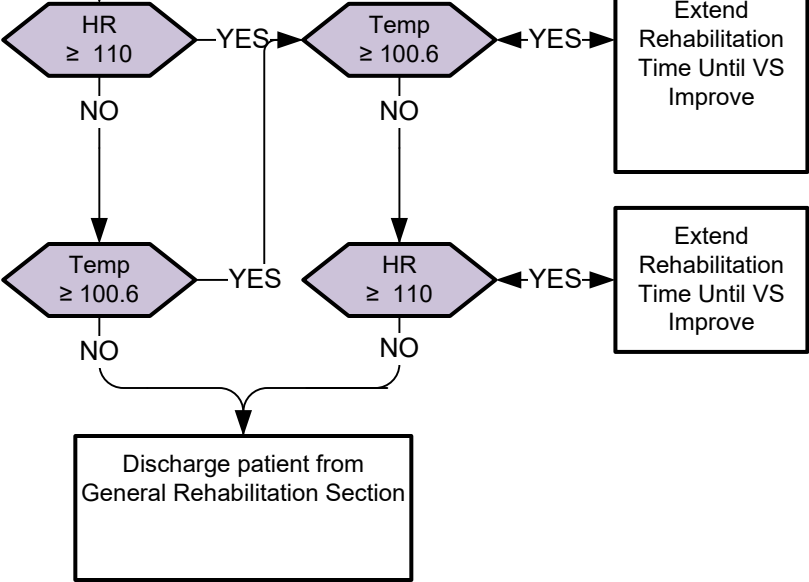 HR
≥ 110
YES
Temp
≥ 100.6
YES
Extend
Rehabilitation
Time Until VS
Improve
NO
NO
Temp
≥ 100.6
YES
HR
≥ 110
YES
Extend
Rehabilitation
Time Until VS
Improve
NO
NO
Discharge patient from
General Rehabilitation Section